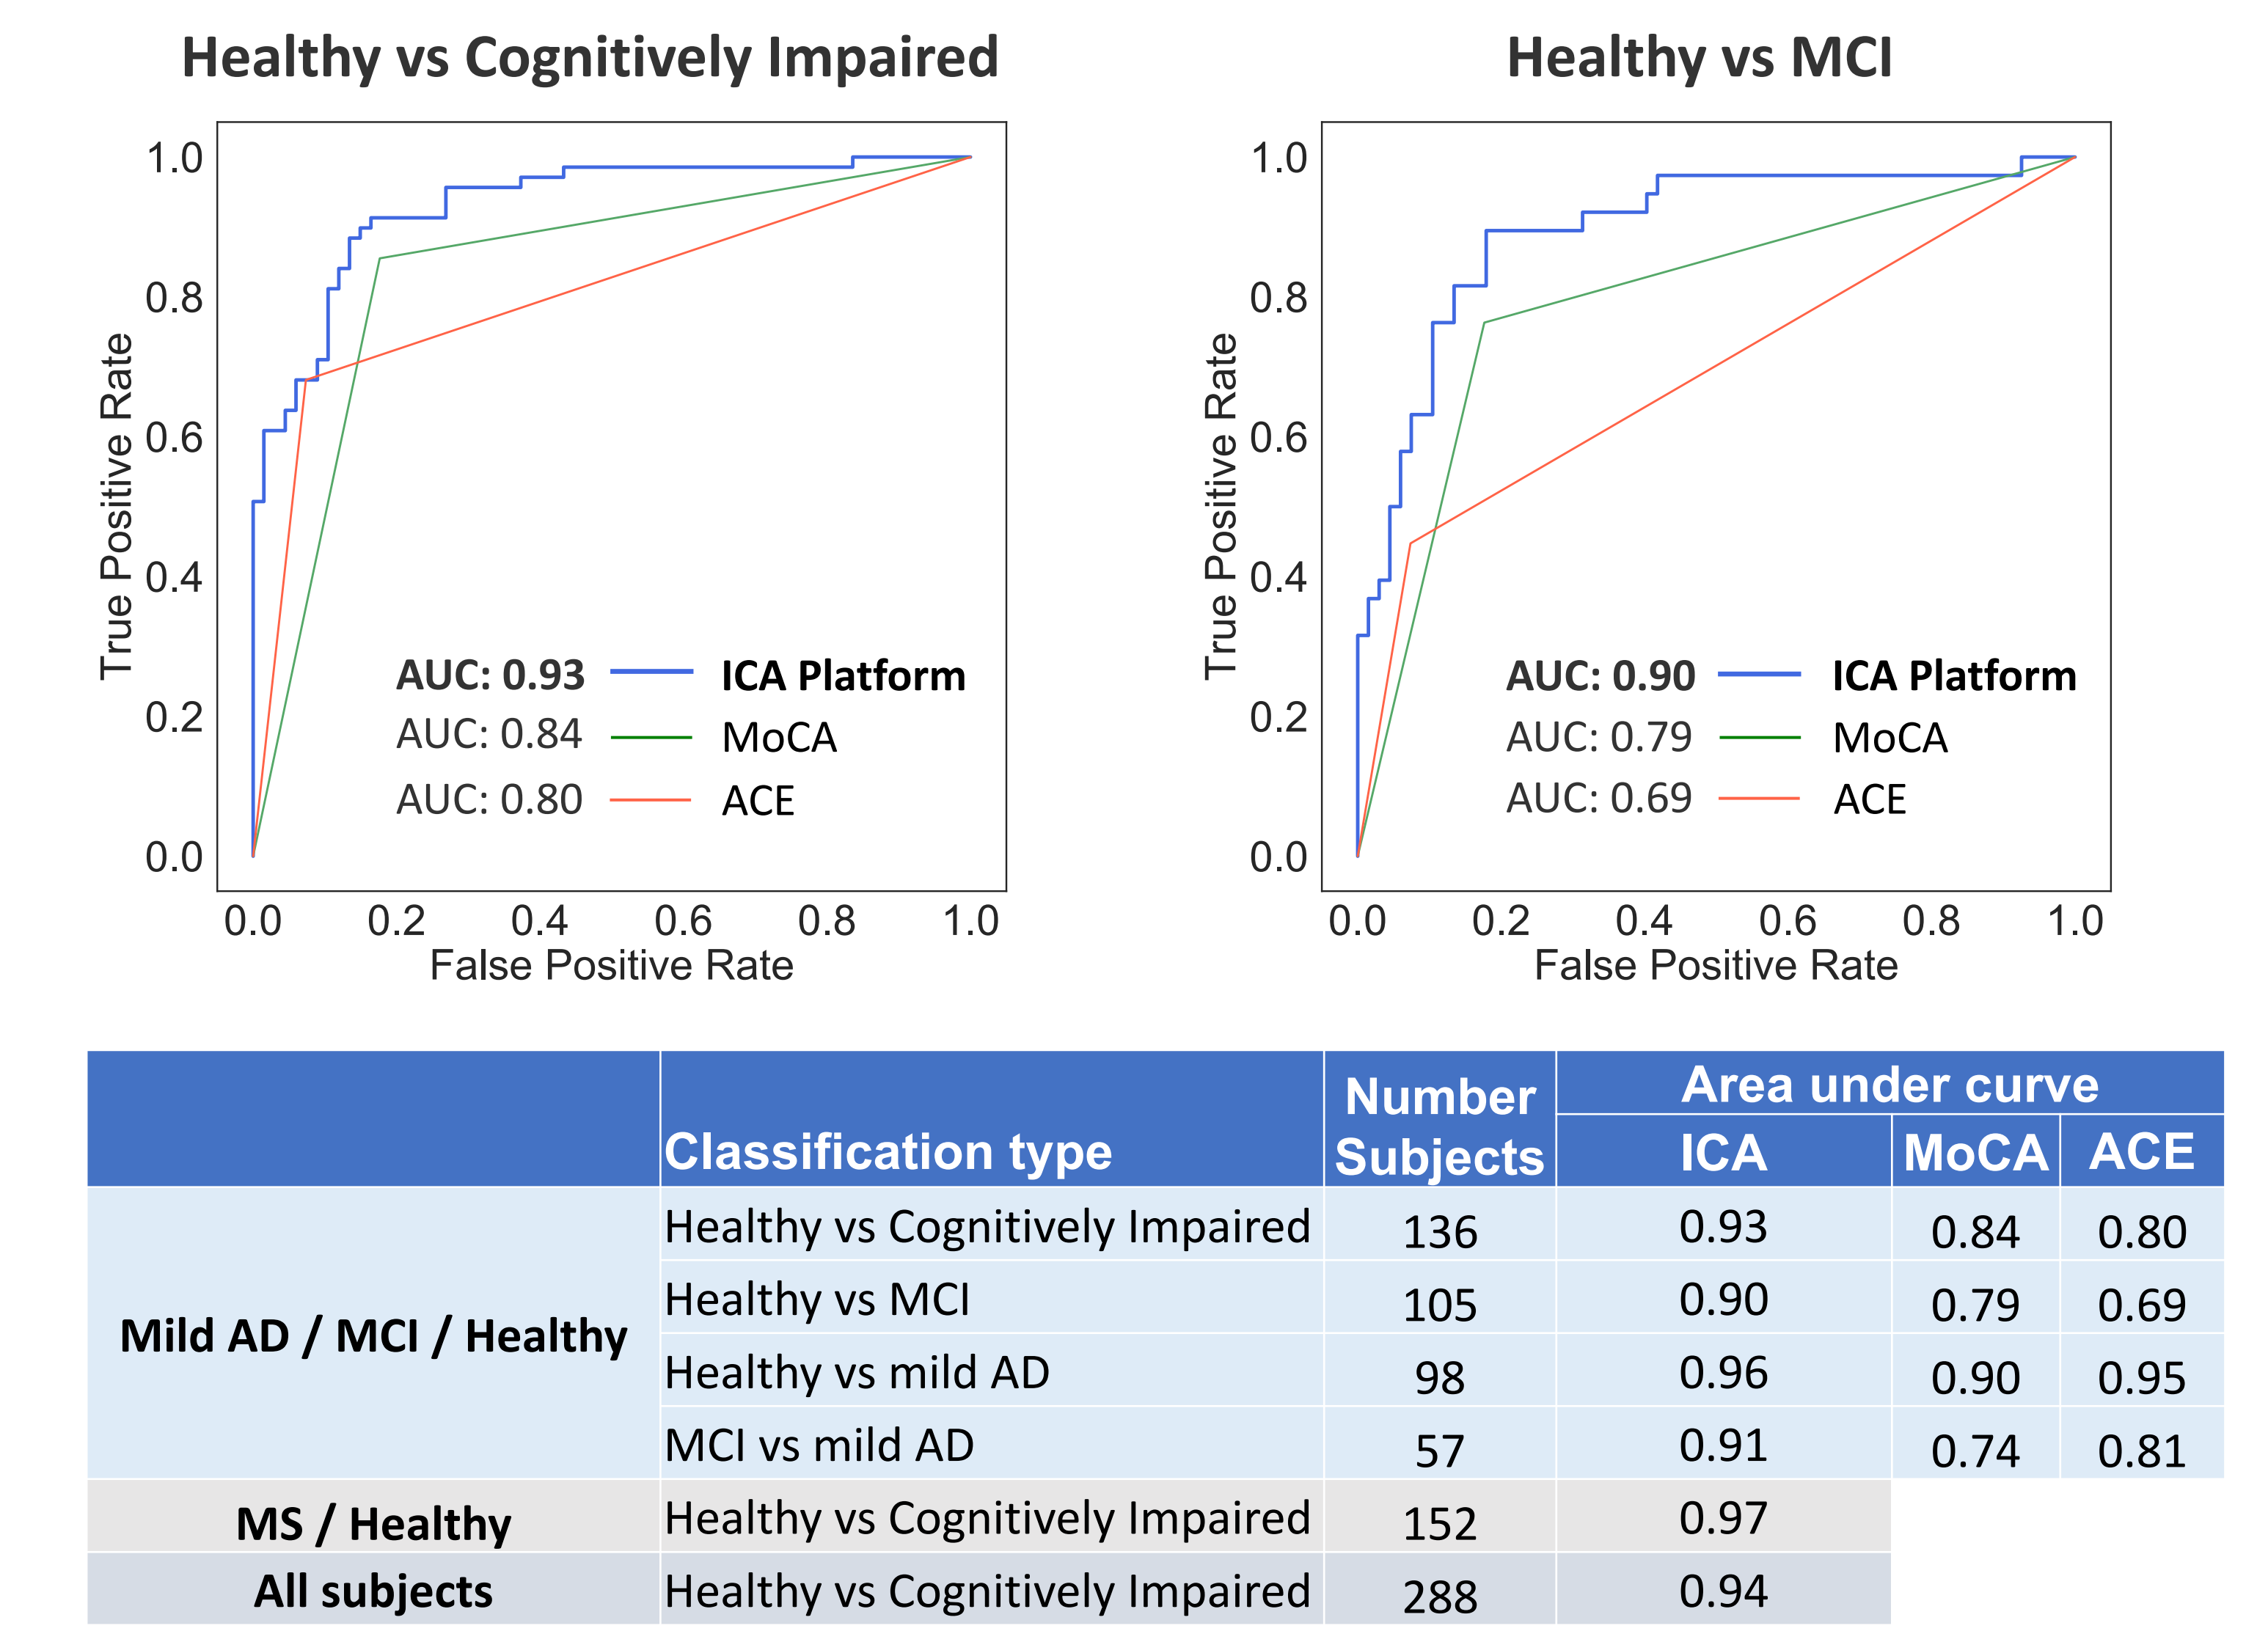 Healthy vs Cognitively Impaired
1.0
0.8
0.6
0.4
0.2
0.0
True Positive Rate
AUC: 0.93 ICA Platform
AUC: 0.84 MoCA
AUC: 0.80 ACE
0.0 0.2 0.4 0.6 0.8 1.0
False Positive Rate
Healthy vs MCI
1.0
0.8
0.6
0.4
0.2
0.0
True Positive Rate
AUC: 0.90 ICA Platform
AUC: 0.79 MoCA
AUC: 0.69 ACE
0.0 0.2 0.4 0.6 0.8 1.0
False Positive Rate
Classification type
Number
Subjects
Area under curve
ICA MoCA ACE
Mild AD / MCI / Healthy
Healthy vs Cognitively Impaired 136 0.93 0.84 0.80
Healthy vs MCI 105 0.90 0.79 0.69
Healthy vs mild AD 98 0.96 0.90 0.95
MCI vs mild AD 57 0.91 0.74 0.81
MS / Healthy Healthy vs Cognitively Impaired 152 0.97
All subjects Healthy vs Cognitively Impaired 288 0.94